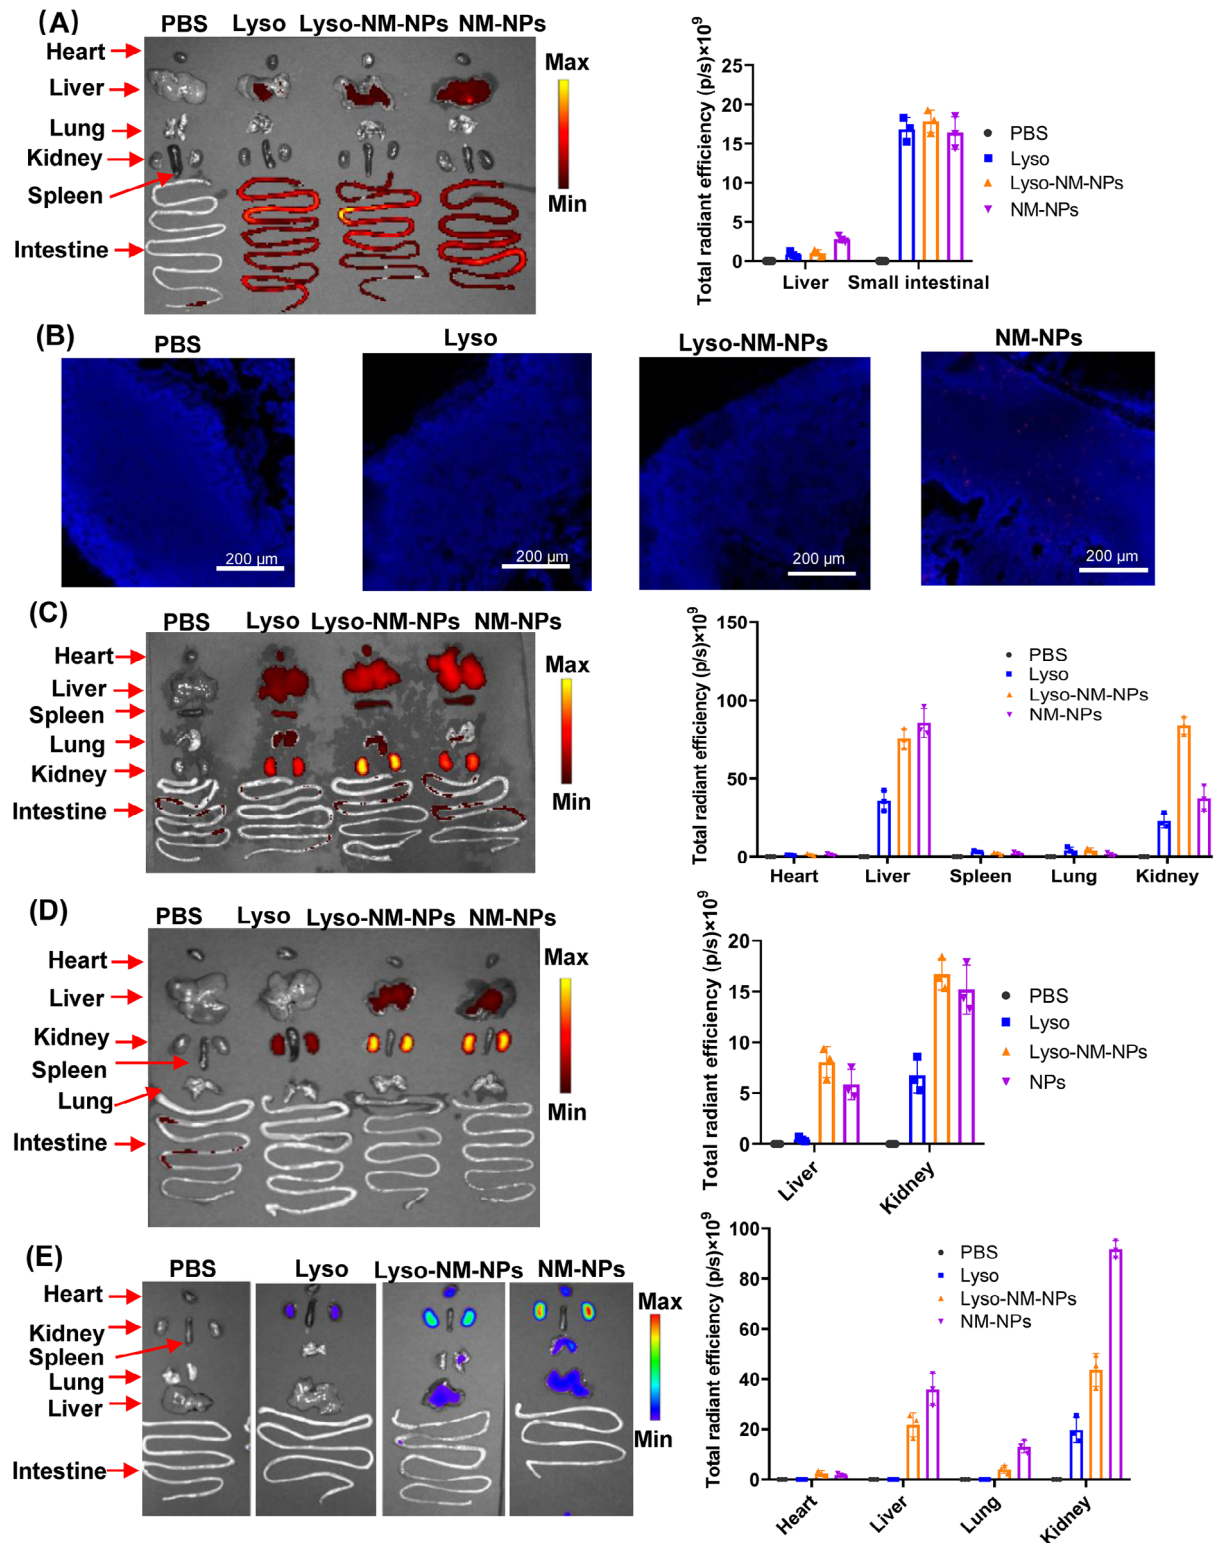 (A)
PBS Lyso Lyso-NM-NPs NM-NPs
Heart
Liver
Lung
Kidney
Spleen
Intestine
Max
Min
Total radiant efficiency (p/s)×10⁹
25
20
15
10
5
0
Liver Small intestinal
PBS
Lyso
Lyso-NM-NPs
NM-NPs
(B)
PBS Lyso Lyso-NM-NPs NM-NPs
200 μm 200 μm 200 μm 200 μm
(C)
PBS Lyso Lyso-NM-NPs NM-NPs
Heart
Liver
Spleen
Lung
Kidney
Intestine
Max
Min
Total radiant efficiency (p/s)×10⁹
150
100
50
0
Heart Liver Spleen Lung Kidney
PBS
Lyso
Lyso-NM-NPs
NM-NPs
(D)
PBS Lyso Lyso-NM-NPs NM-NPs
Heart
Liver
Kidney
Spleen
Lung
Intestine
Max
Min
Total radiant efficiency (p/s)×10⁹
20
15
10
5
0
Liver Kidney
PBS
Lyso
Lyso-NM-NPs
NPs
(E)
PBS Lyso Lyso-NM-NPs NM-NPs
Heart
Kidney
Spleen
Lung
Liver
Intestine
Max
Min
Total radiant efficiency (p/s)×10⁹
100
80
60
40
20
0
Heart Liver Lung Kidney
PBS
Lyso
Lyso-NM-NPs
NM-NPs